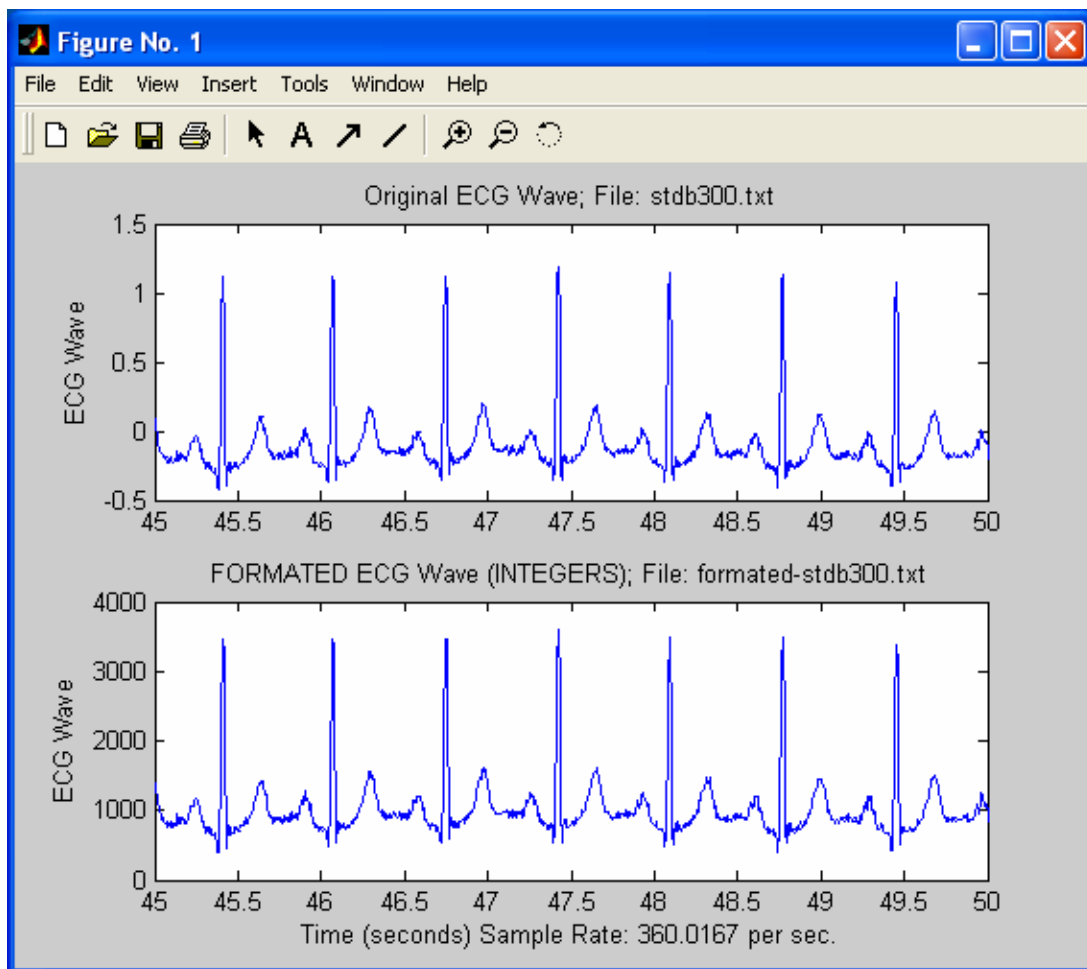 Figure No. 1
File Edit View Insert Tools Window Help
A
Original ECG Wave; File: stdb300.txt
1.5
1
0.5
0
-0.5
ECG Wave
45 45.5 46 46.5 47 47.5 48 48.5 49 49.5 50
FORMATED ECG Wave (INTEGERS); File: formated-stdb300.txt
4000
3000
2000
1000
0
ECG Wave
45 45.5 46 46.5 47 47.5 48 48.5 49 49.5 50
Time (seconds) Sample Rate: 360.0167 per sec.